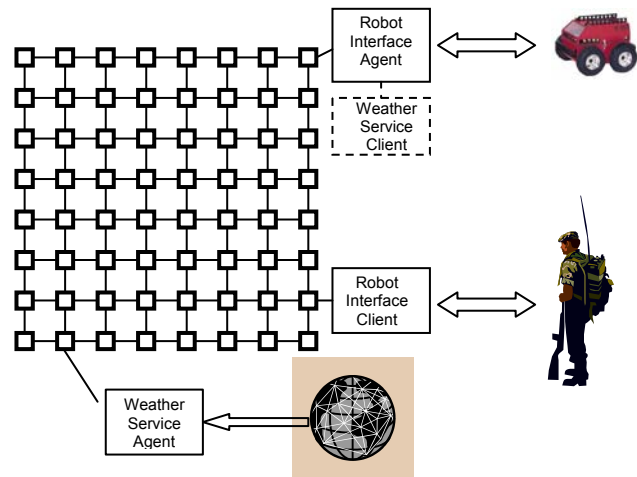 Robot
Interface
Agent
Weather
Service
Client
Robot
Interface
Client
Weather
Service
Agent